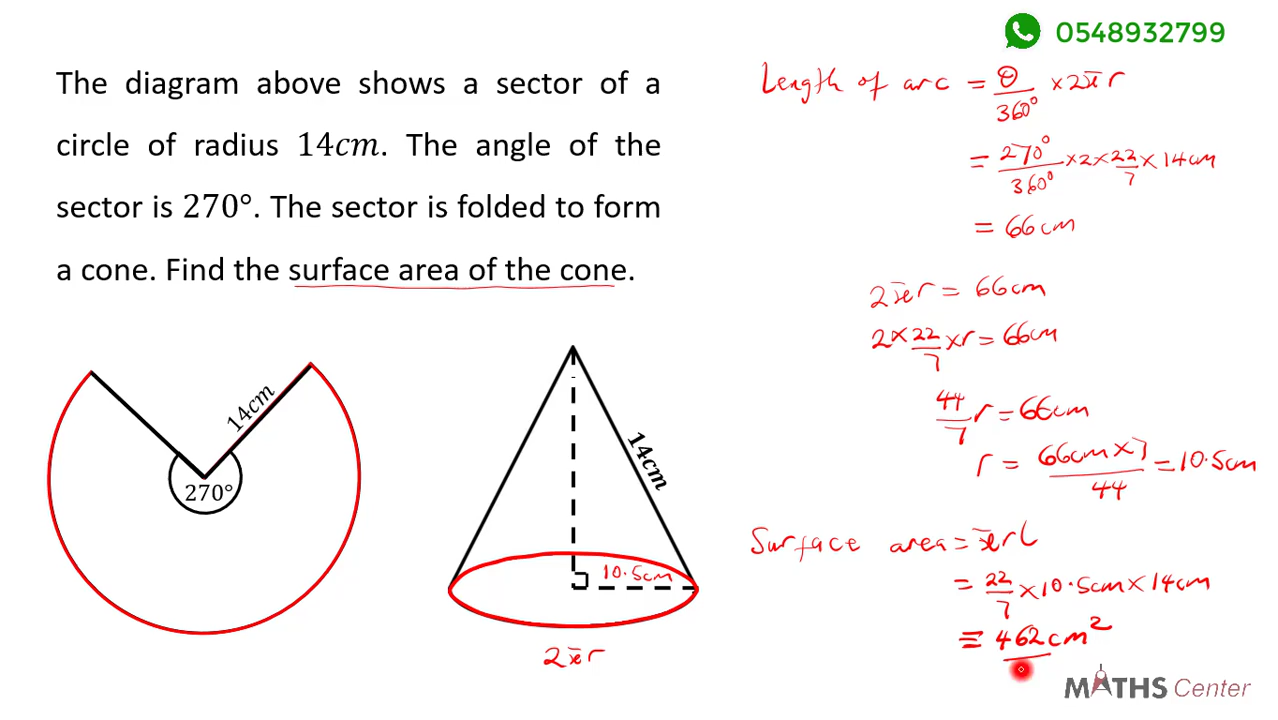 0548932799
The diagram above shows a sector of a
circle of radius 14cm. The angle of the
sector is 270°. The sector is folded to form
a cone. Find the surface area of the cone.
14cm
270°
14cm
10.5cm
2πr
Length of arc = θ/360° × 2πr
= 270°/360° × 2 × 22/7 × 14cm
= 66cm
2πr = 66cm
2 × 22/7 × r = 66cm
44/7 r = 66cm
r = 66cm × 7/44 = 10.5cm
Surface area = πrl
= 22/7 × 10.5cm × 14cm
= 462cm²
MATHS Center